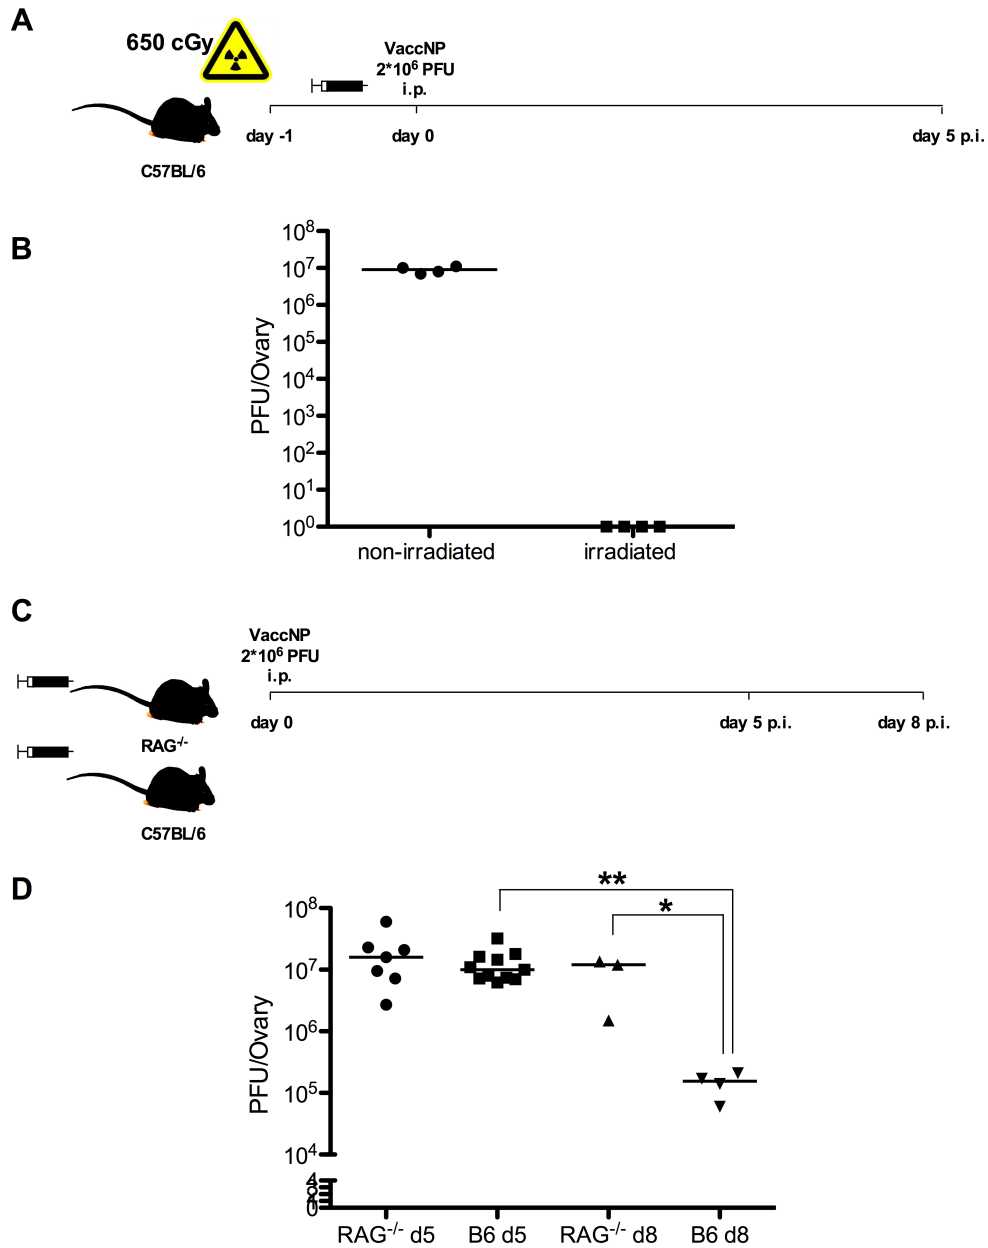 A
650 cGy
VaccNP
2*10⁶ PFU
i.p.
day -1
day 0
day 5 p.i.
C57BL/6
B
PFU/Ovary
10⁸
10⁷
10⁶
10⁵
10⁴
10³
10²
10¹
10⁰
non-irradiated
irradiated
C
VaccNP
2*10⁶ PFU
i.p.
day 0
day 5 p.i.
day 8 p.i.
RAG⁻/⁻
C57BL/6
D
**
*
PFU/Ovary
10⁸
10⁷
10⁶
10⁵
10⁴
4
0
RAG⁻/⁻ d5
B6 d5
RAG⁻/⁻ d8
B6 d8